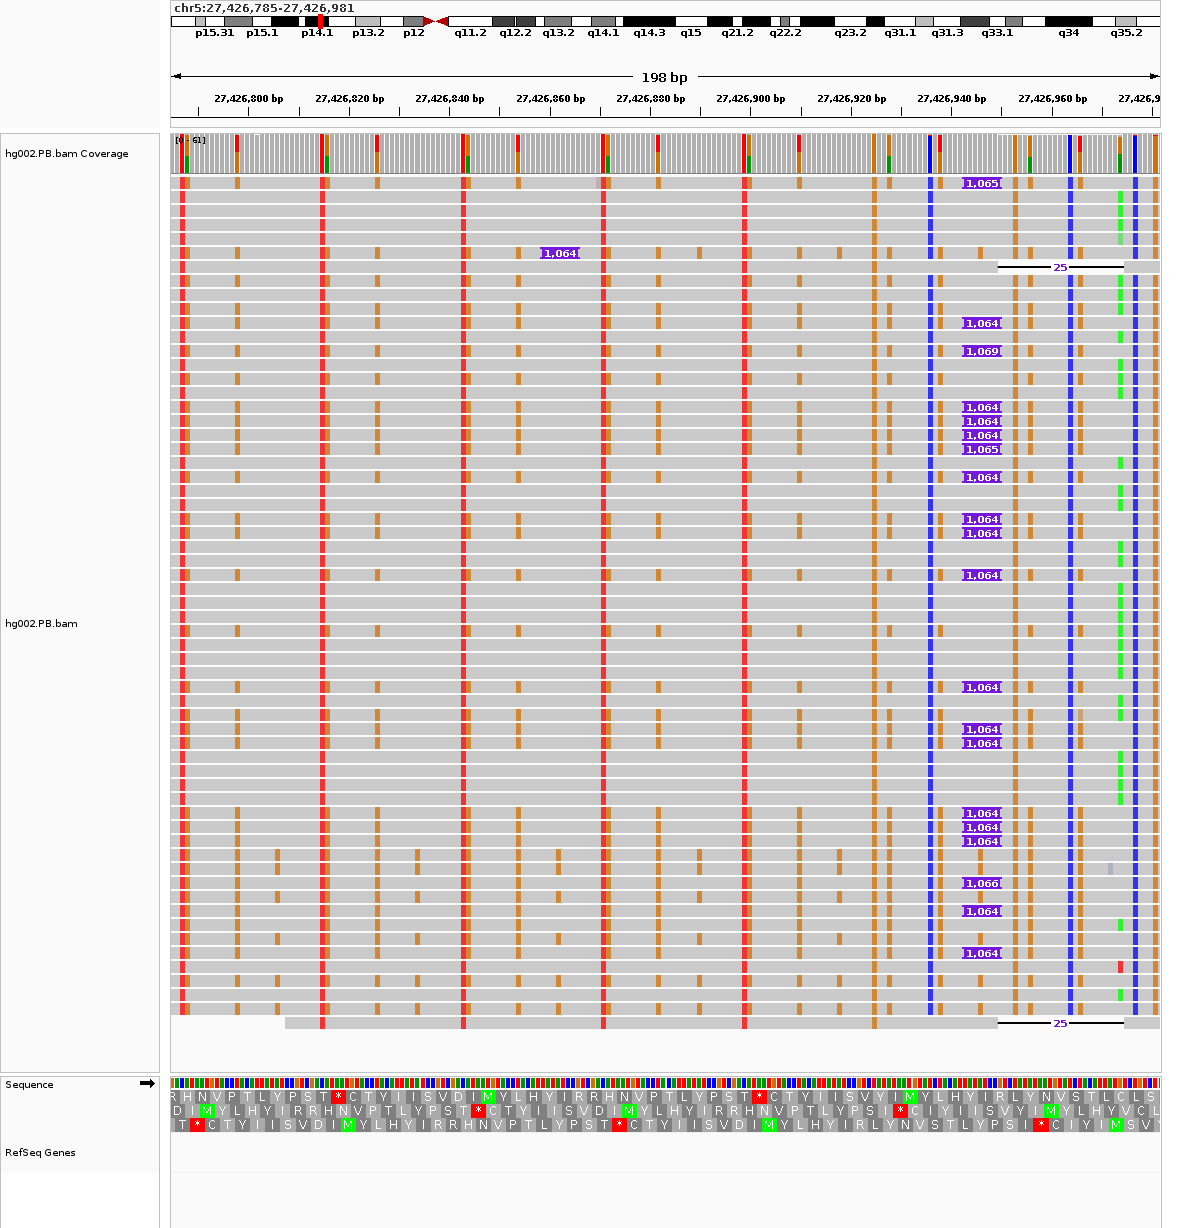 chr5:27,426,785-27,426,981
p15.31 p15.1 p14.1 p13.2 p12 q11.2 q12.2 q13.2 q14.1 q14.3 q15 q21.2 q22.2 q23.2 q31.1 q31.3 q33.1 q34 q35.2
198 bp
27,426,800 bp 27,426,820 bp 27,426,840 bp 27,426,860 bp 27,426,880 bp 27,426,900 bp 27,426,920 bp 27,426,940 bp 27,426,960 bp 27,426,9
[0 - 61]
hg002.PB.bam Coverage
1,065
1,064
25
1,064
1,069
1,064
1,064
1,064
1,065
1,064
1,064
1,064
1,064
hg002.PB.bam
1,064
1,064
1,064
1,064
1,064
1,064
1,066
1,064
1,064
25
Sequence
R H N V P T L Y P S T * C T Y I I S V D I M Y L H Y I R R H N V P T L Y P S T * C T Y I I S V Y I M Y L H Y I R L Y N Y S T L C L S
D I M Y L H Y I R R H N V P T L Y P S T * C T Y I I S V D I M Y L H Y I R R H N V P T L Y P S I * C I Y I I S V Y I M Y L H Y V C L
T * C T Y I I S V D I M Y L H Y I R R H N V P T L Y P S T * C T Y I I S V D I M Y L H Y I R L Y N V S T L Y P S I * C I Y I M S V Y
RefSeq Genes